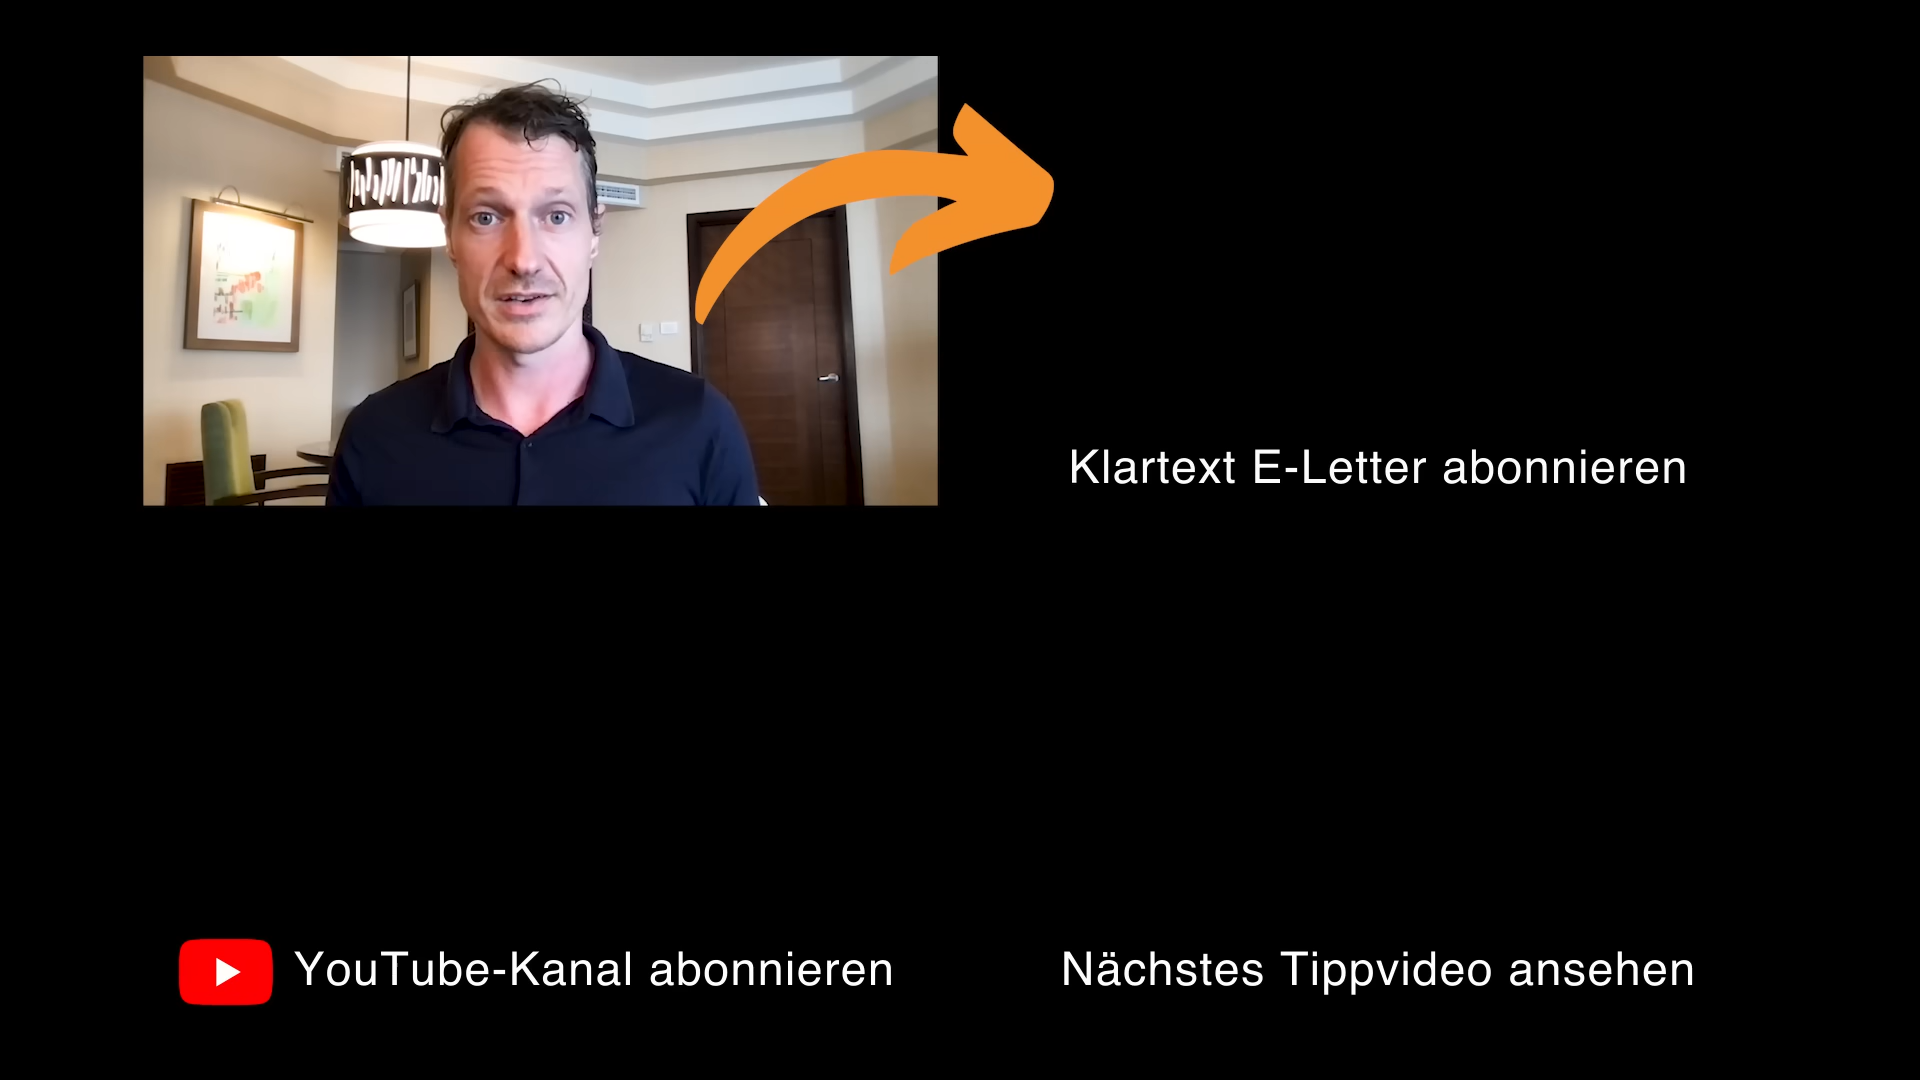 Klartext E-Letter abonnieren
YouTube-Kanal abonnieren
Nächstes Tippvideo ansehen